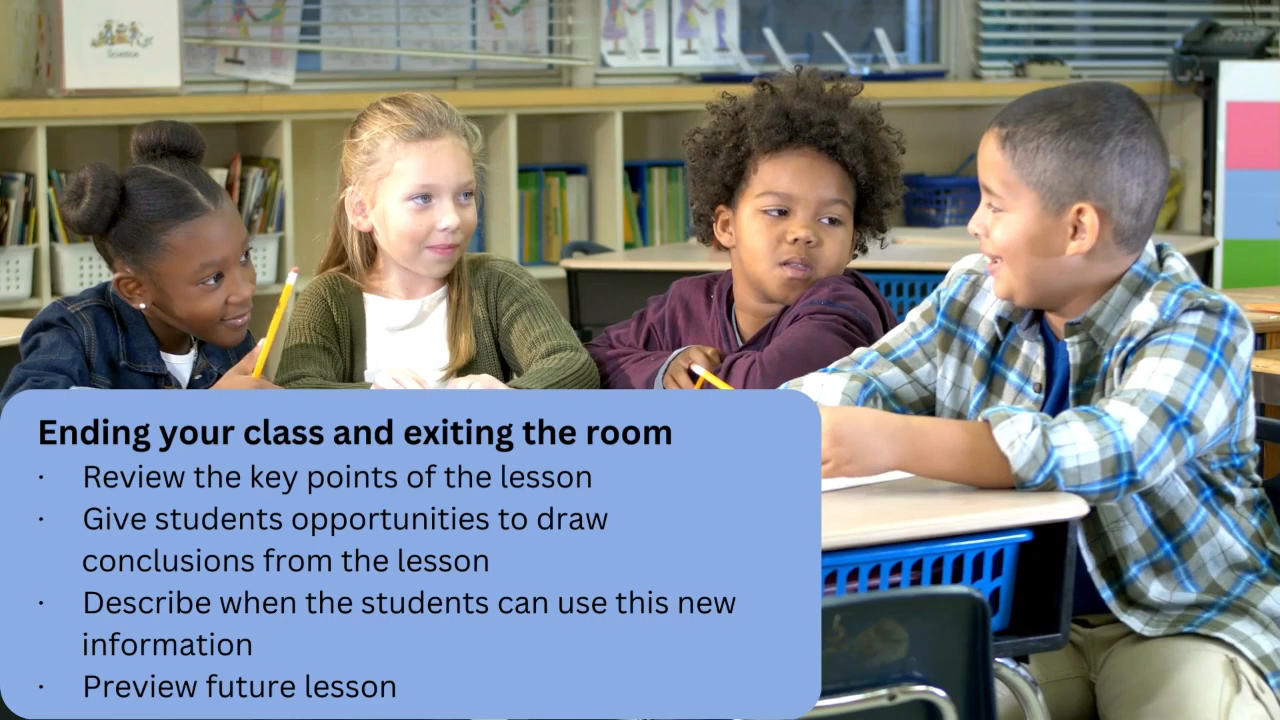 Science
Ending your class and exiting the room
· Review the key points of the lesson
· Give students opportunities to draw
conclusions from the lesson
· Describe when the students can use this new
information
· Preview future lesson